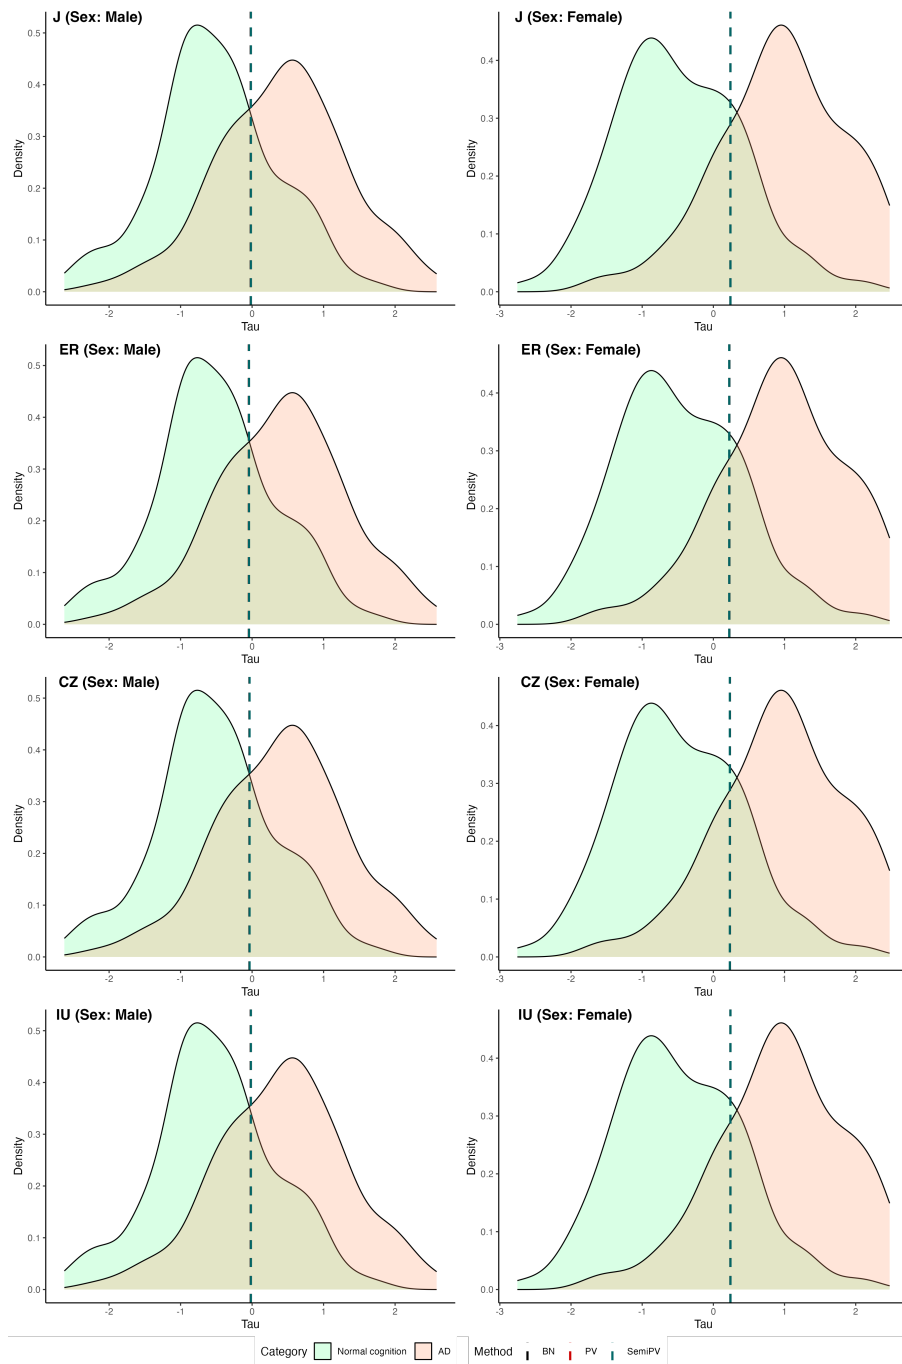 J (Sex: Male)
0.5
0.4
0.3
0.2
0.1
0.0
Density
-2 -1 0 1 2
Tau
J (Sex: Female)
0.4
0.3
0.2
0.1
0.0
Density
-3 -2 -1 0 1 2
Tau
ER (Sex: Male)
0.5
0.4
0.3
0.2
0.1
0.0
Density
-2 -1 0 1 2
Tau
ER (Sex: Female)
0.4
0.3
0.2
0.1
0.0
Density
-3 -2 -1 0 1 2
Tau
CZ (Sex: Male)
0.5
0.4
0.3
0.2
0.1
0.0
Density
-2 -1 0 1 2
Tau
CZ (Sex: Female)
0.4
0.3
0.2
0.1
0.0
Density
-3 -2 -1 0 1 2
Tau
IU (Sex: Male)
0.5
0.4
0.3
0.2
0.1
0.0
Density
-2 -1 0 1 2
Tau
IU (Sex: Female)
0.4
0.3
0.2
0.1
0.0
Density
-3 -2 -1 0 1 2
Tau
Category Normal cognition AD Method BN PV SemiPV